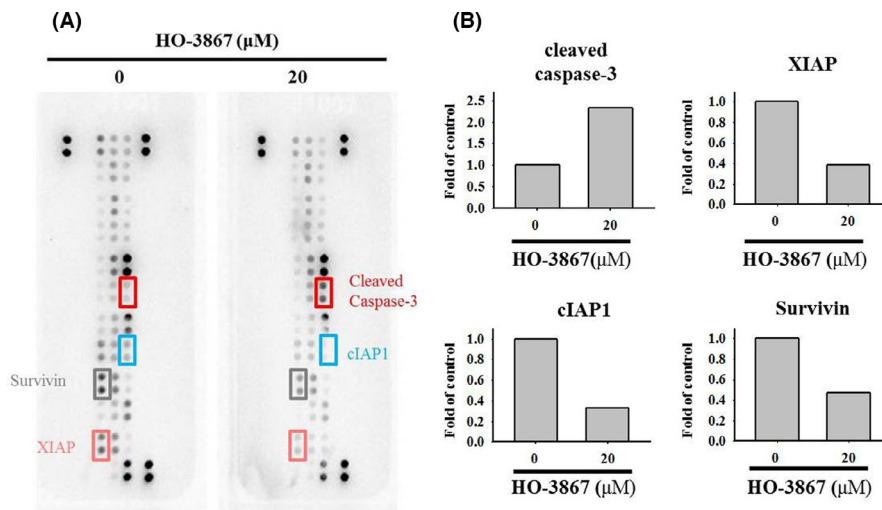 (A)
HO-3867 (µM)
0 20
Cleaved
Caspase-3
cIAP1
Survivin
XIAP
(B)
cleaved
caspase-3
Fold of control
2.5
2.0
1.5
1.0
0.5
0.0
0 20
HO-3867(µM)
XIAP
Fold of control
1.0
0.8
0.6
0.4
0.2
0.0
0 20
HO-3867 (µM)
cIAP1
Fold of control
1.0
0.8
0.6
0.4
0.2
0.0
0 20
HO-3867 (µM)
Survivin
Fold of control
1.0
0.8
0.6
0.4
0.2
0.0
0 20
HO-3867 (µM)